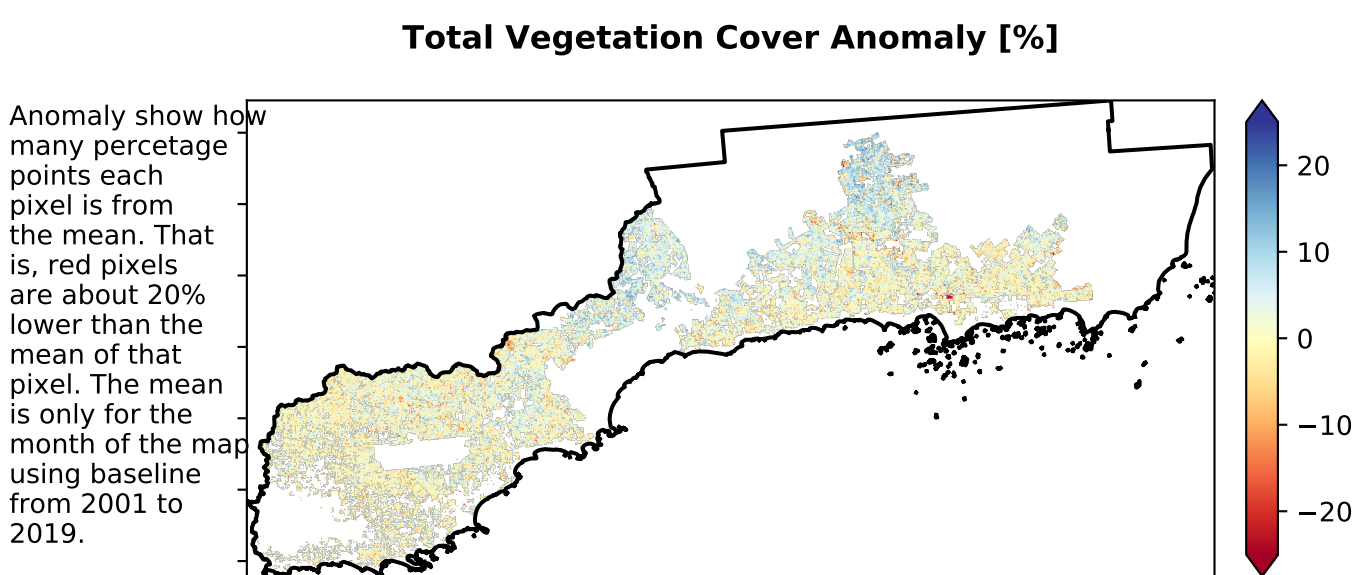 Total Vegetation Cover Anomaly [%]
Anomaly show how
many percetage
points each
pixel is from
the mean. That
is, red pixels
are about 20%
lower than the
mean of that
pixel. The mean
is only for the
month of the map
using baseline
from 2001 to
2019.
20
10
0
−10
−20